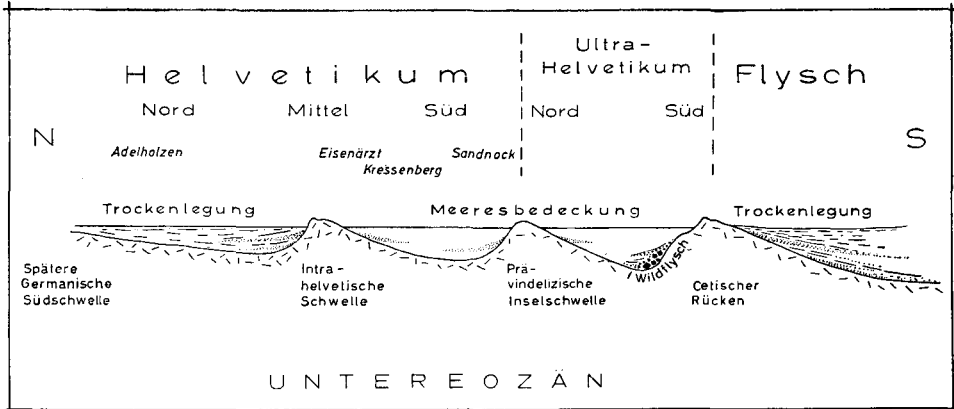 Ultra-
Helvetikum
Helvetikum
Flysch
Nord Mittel Süd Nord Süd
N
S
Adelholzen Eisenärzt Sandnock
Kressenberg
Trockenlegung Meeresbedeckung Trockenlegung
Wildflysch
Spätere
Germanische
Südschwelle
Intra-
helvetische
Schwelle
Prä-
vindelizische
Inselschwelle
Cetischer
Rücken
UNTEREOZÄN